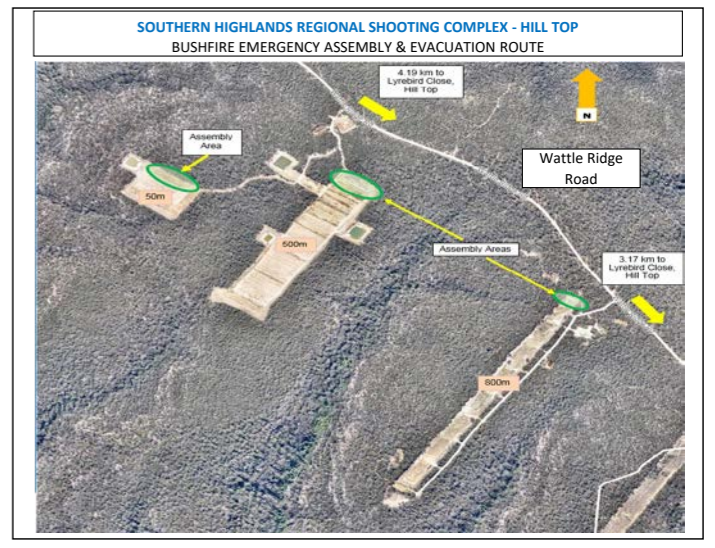 SOUTHERN HIGHLANDS REGIONAL SHOOTING COMPLEX - HILL TOP
BUSHFIRE EMERGENCY ASSEMBLY & EVACUATION ROUTE
4.19 km to
Lyrebird Close,
Hill Top
N
Assembly
Area
Wattle Ridge
Road
50m
500m
Assembly Areas
3.17 km to
Lyrebird Close,
Hill Top
800m